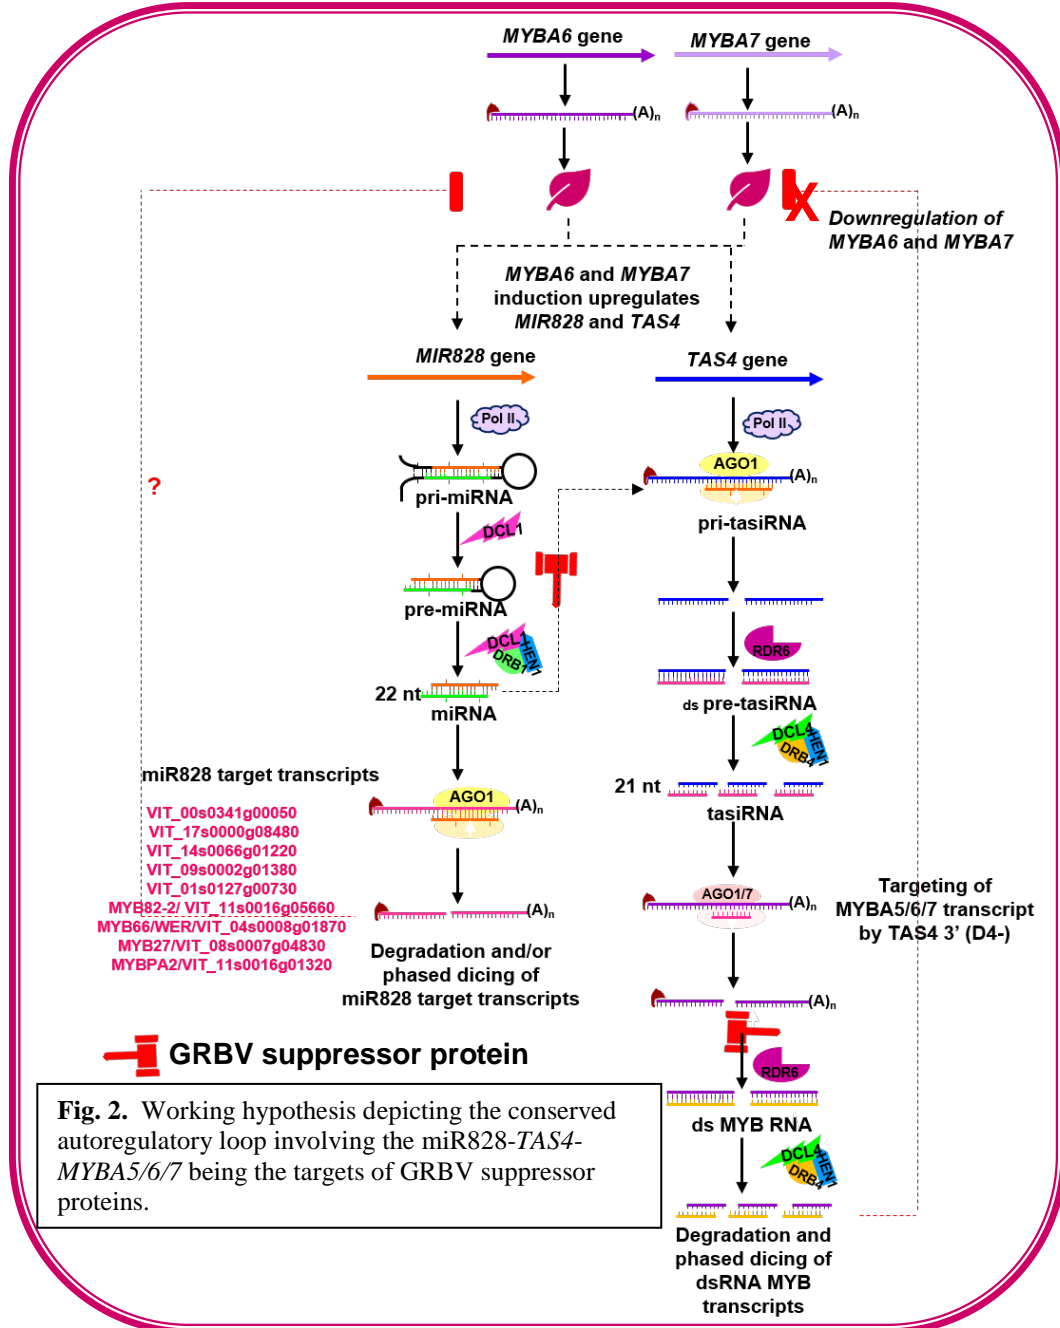 MYBA6 gene
MYBA7 gene
(A)n
(A)n
X
Downregulation of
MYBA6 and MYBA7
MYBA6 and MYBA7
induction upregulates
MIR828 and TAS4
MIR828 gene
TAS4 gene
Pol II
Pol II
AGO1
(A)n
?
pri-miRNA
pri-tasiRNA
DCL1
pre-miRNA
DCL1
HEN1
DRB1
RDR6
22 nt
miRNA
ds pre-tasiRNA
DCL4
HEN1
DRB4
miR828 target transcripts
21 nt
tasiRNA
AGO1
(A)n
VIT_00s0341g00050
VIT_17s0000g08480
VIT_14s0066g01220
VIT_09s0002g01380
VIT_01s0127g00730
MYB82-2/ VIT_11s0016g05660
MYB66/WER/VIT_04s0008g01870
MYB27/VIT_08s0007g04830
MYBPA2/VIT_11s0016g01320
(A)n
AGO1/7
(A)n
Targeting of
MYBA5/6/7 transcript
by TAS4 3’ (D4-)
Degradation and/or
phased dicing of
miR828 target transcripts
(A)n
GRBV suppressor protein
RDR6
ds MYB RNA
Fig. 2. Working hypothesis depicting the conserved
autoregulatory loop involving the miR828-TAS4-
MYBA5/6/7 being the targets of GRBV suppressor
proteins.
DCL4
HEN1
DRB4
Degradation and
phased dicing of
dsRNA MYB
transcripts